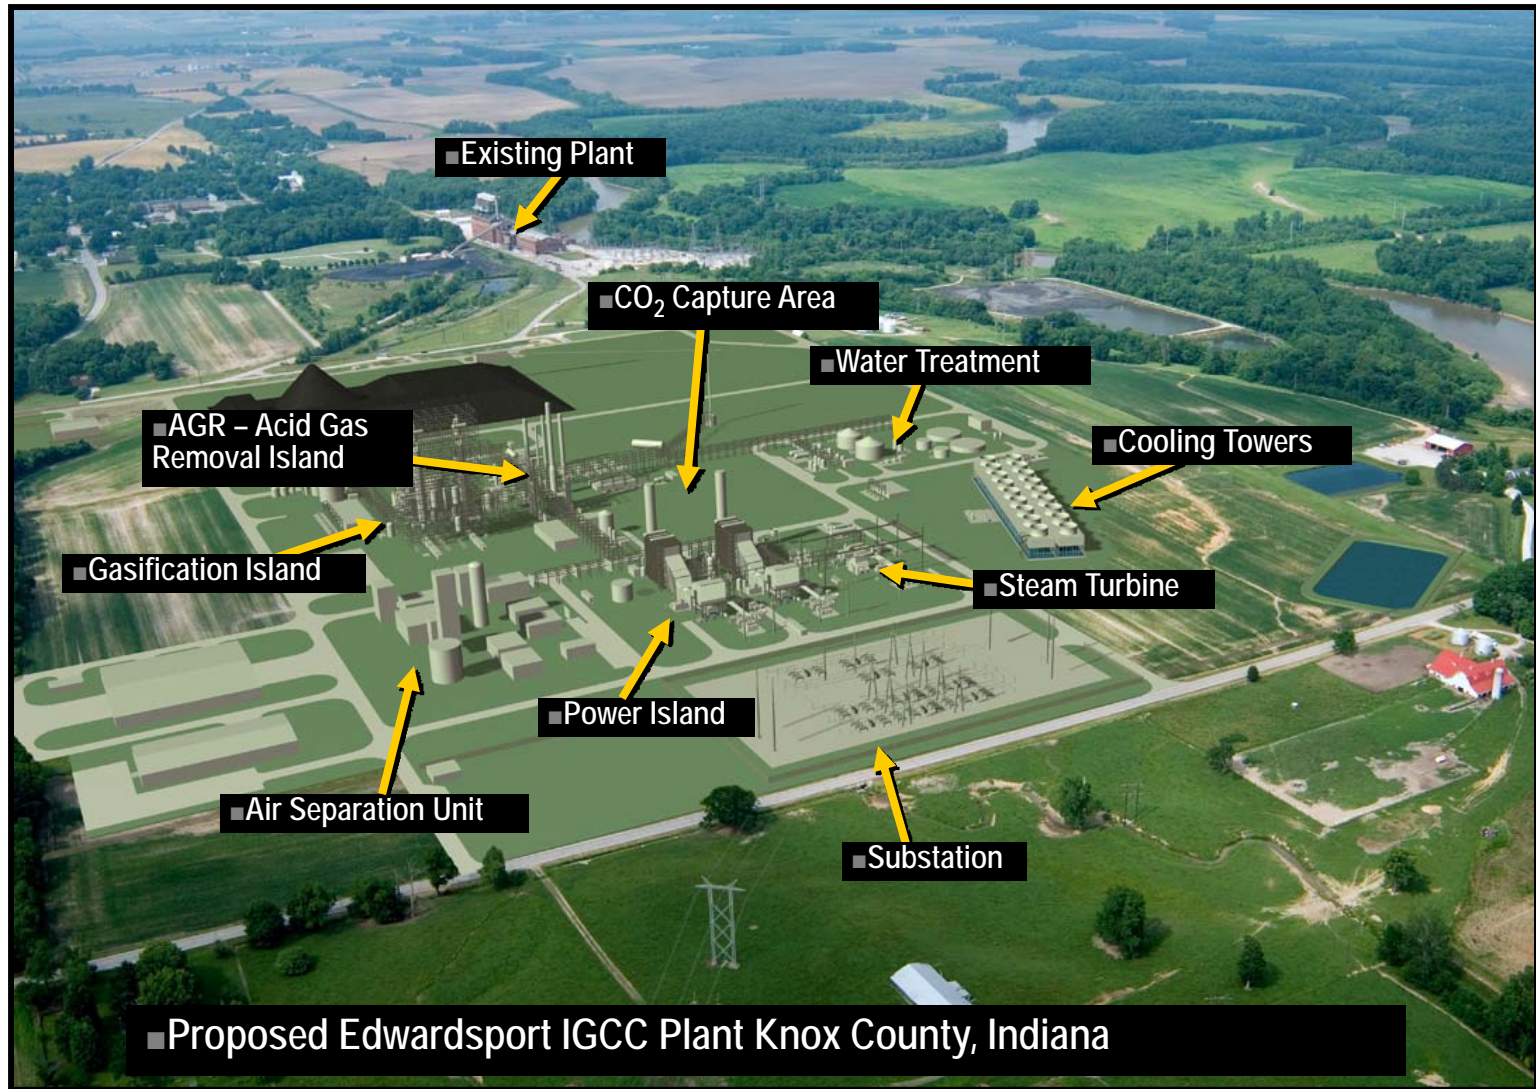 ▪Existing Plant
▪CO₂ Capture Area
▪Water Treatment
▪AGR – Acid Gas
Removal Island
▪Cooling Towers
▪Gasification Island
▪Steam Turbine
▪Power Island
▪Air Separation Unit
▪Substation
▪Proposed Edwardsport IGCC Plant Knox County, Indiana